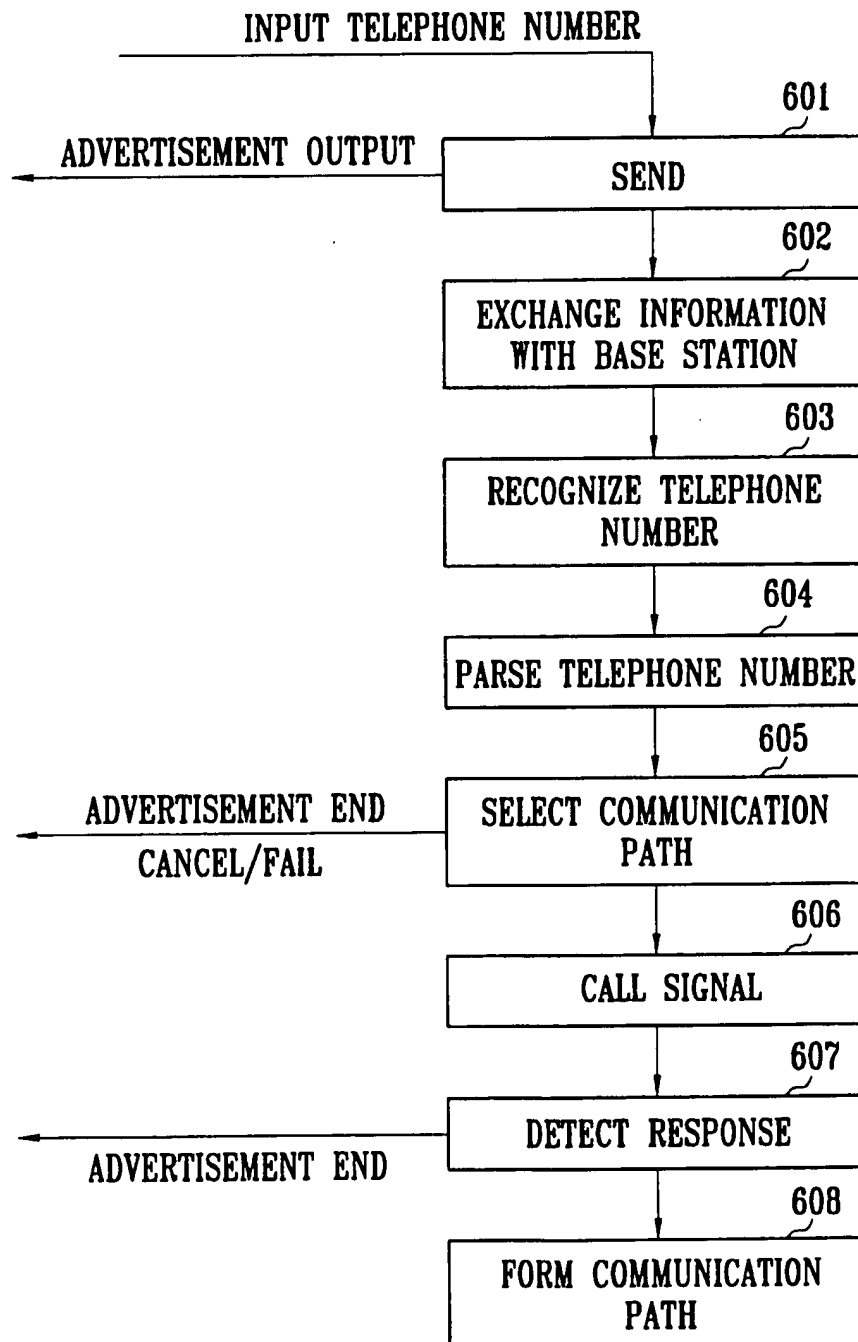 INPUT TELEPHONE NUMBER
601
ADVERTISEMENT OUTPUT
SEND
602
EXCHANGE INFORMATION
WITH BASE STATION
603
RECOGNIZE TELEPHONE
NUMBER
604
PARSE TELEPHONE NUMBER
605
ADVERTISEMENT END
CANCEL/FAIL
SELECT COMMUNICATION
PATH
606
CALL SIGNAL
607
DETECT RESPONSE
ADVERTISEMENT END
608
FORM COMMUNICATION
PATH